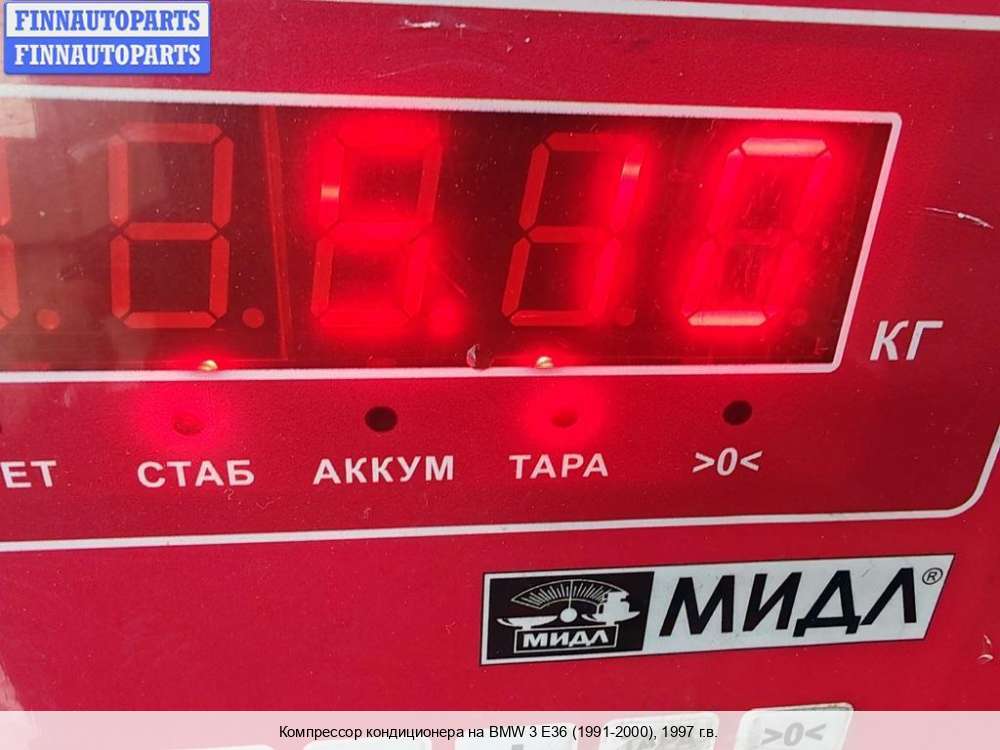 FINNAUTOPARTS
FINNAUTOPARTS
КГ
ЕТ СТАБ АККУМ ТАРА >0<
МИДЛ МИДЛ®
>0<
Компрессор кондиционера на BMW 3 E36 (1991-2000), 1997 г.в.